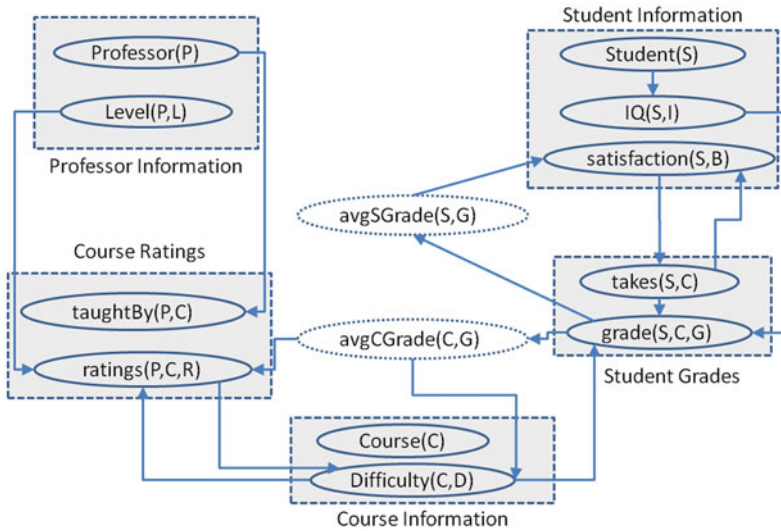 Student Information
Professor(P)
Student(S)
Level(P,L)
IQ(S,I)
Professor Information
satisfaction(S,B)
avgSGrade(S,G)
Course Ratings
takes(S,C)
taughtBy(P,C)
avgCGrade(C,G)
grade(S,C,G)
ratings(P,C,R)
Student Grades
Course(C)
Difficulty(C,D)
Course Information